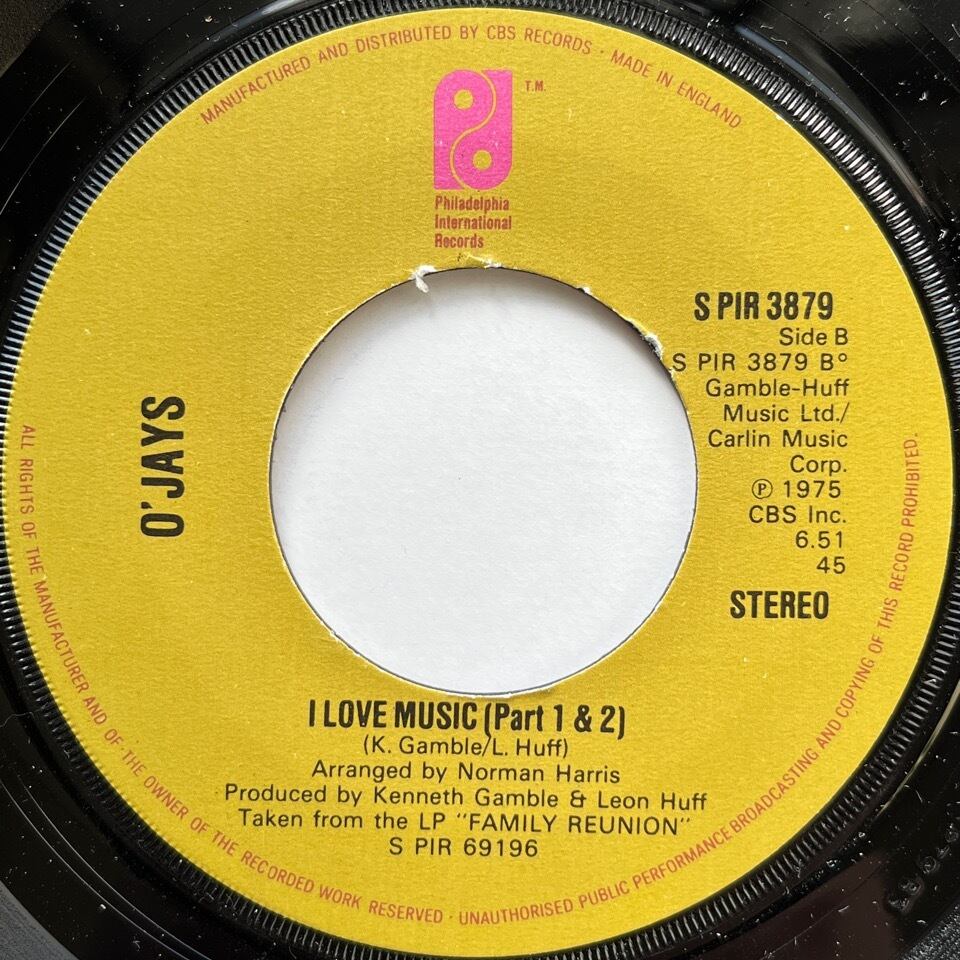 MANUFACTURED AND DISTRIBUTED BY CBS RECORDS · MADE IN ENGLAND
T.M.
Philadelphia
International
Records
O'JAYS
S PIR 3879
Side B
S PIR 3879 B°
Gamble-Huff
Music Ltd./
Carlin Music
Corp.
℗ 1975
CBS Inc.
6.51
45
STEREO
I LOVE MUSIC (Part 1 & 2)
(K. Gamble/L. Huff)
Arranged by Norman Harris
Produced by Kenneth Gamble & Leon Huff
Taken from the LP "FAMILY REUNION"
S PIR 69196
ALL RIGHTS OF THE MANUFACTURER AND OF THE OWNER OF THE RECORDED WORK RESERVED · UNAUTHORISED PUBLIC PERFORMANCE BROADCASTING AND COPYING OF THIS RECORD PROHIBITED.